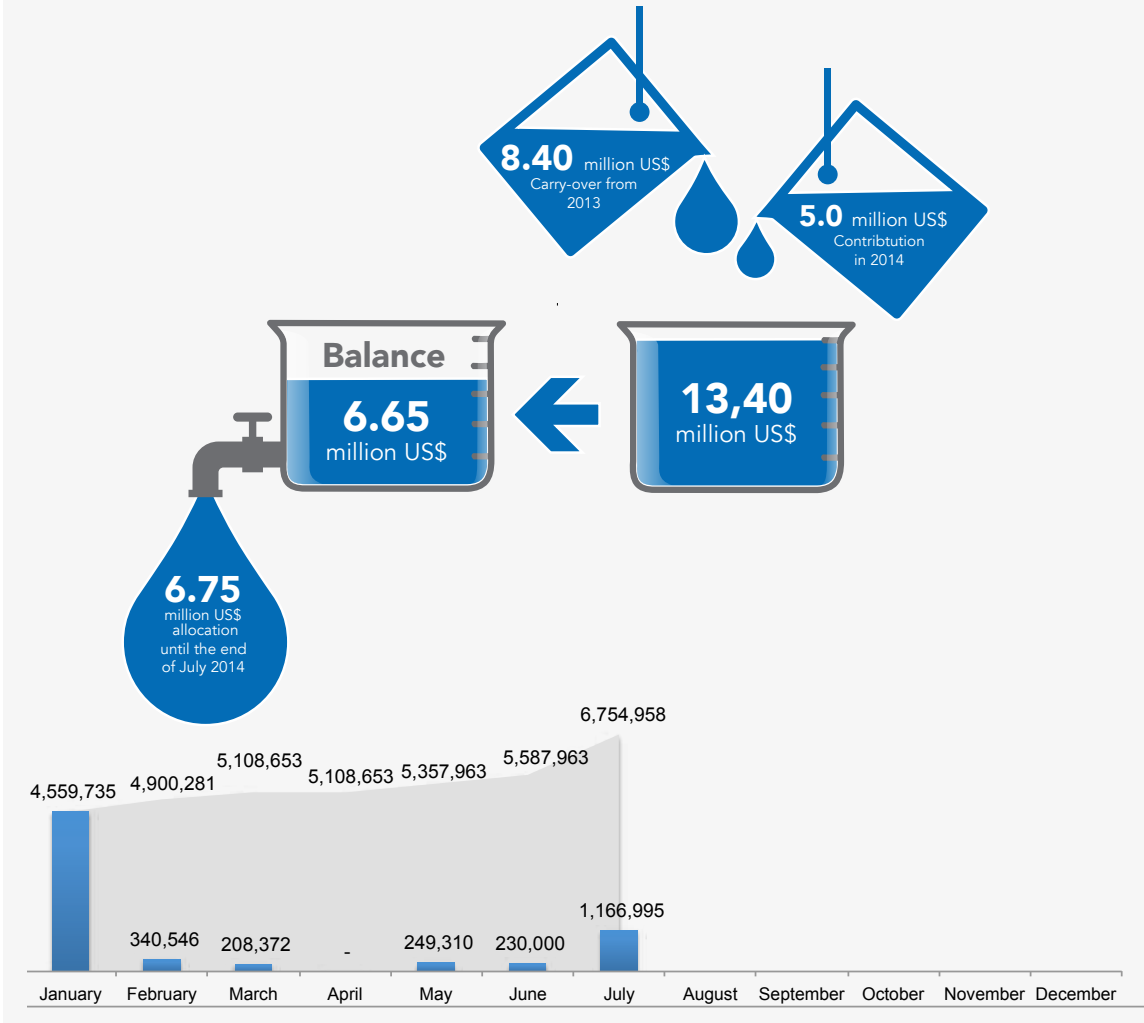 8.40 million US$
Carry-over from
2013
5.0 million US$
Contribtution
in 2014
Balance
6.65
million US$
13,40
million US$
6.75
million US$
allocation
until the end
of July 2014
6,754,958
5,587,963
5,357,963
5,108,653
5,108,653
4,900,281
4,559,735
1,166,995
340,546
208,372
-
249,310
230,000
January February March April May June July August September October November December